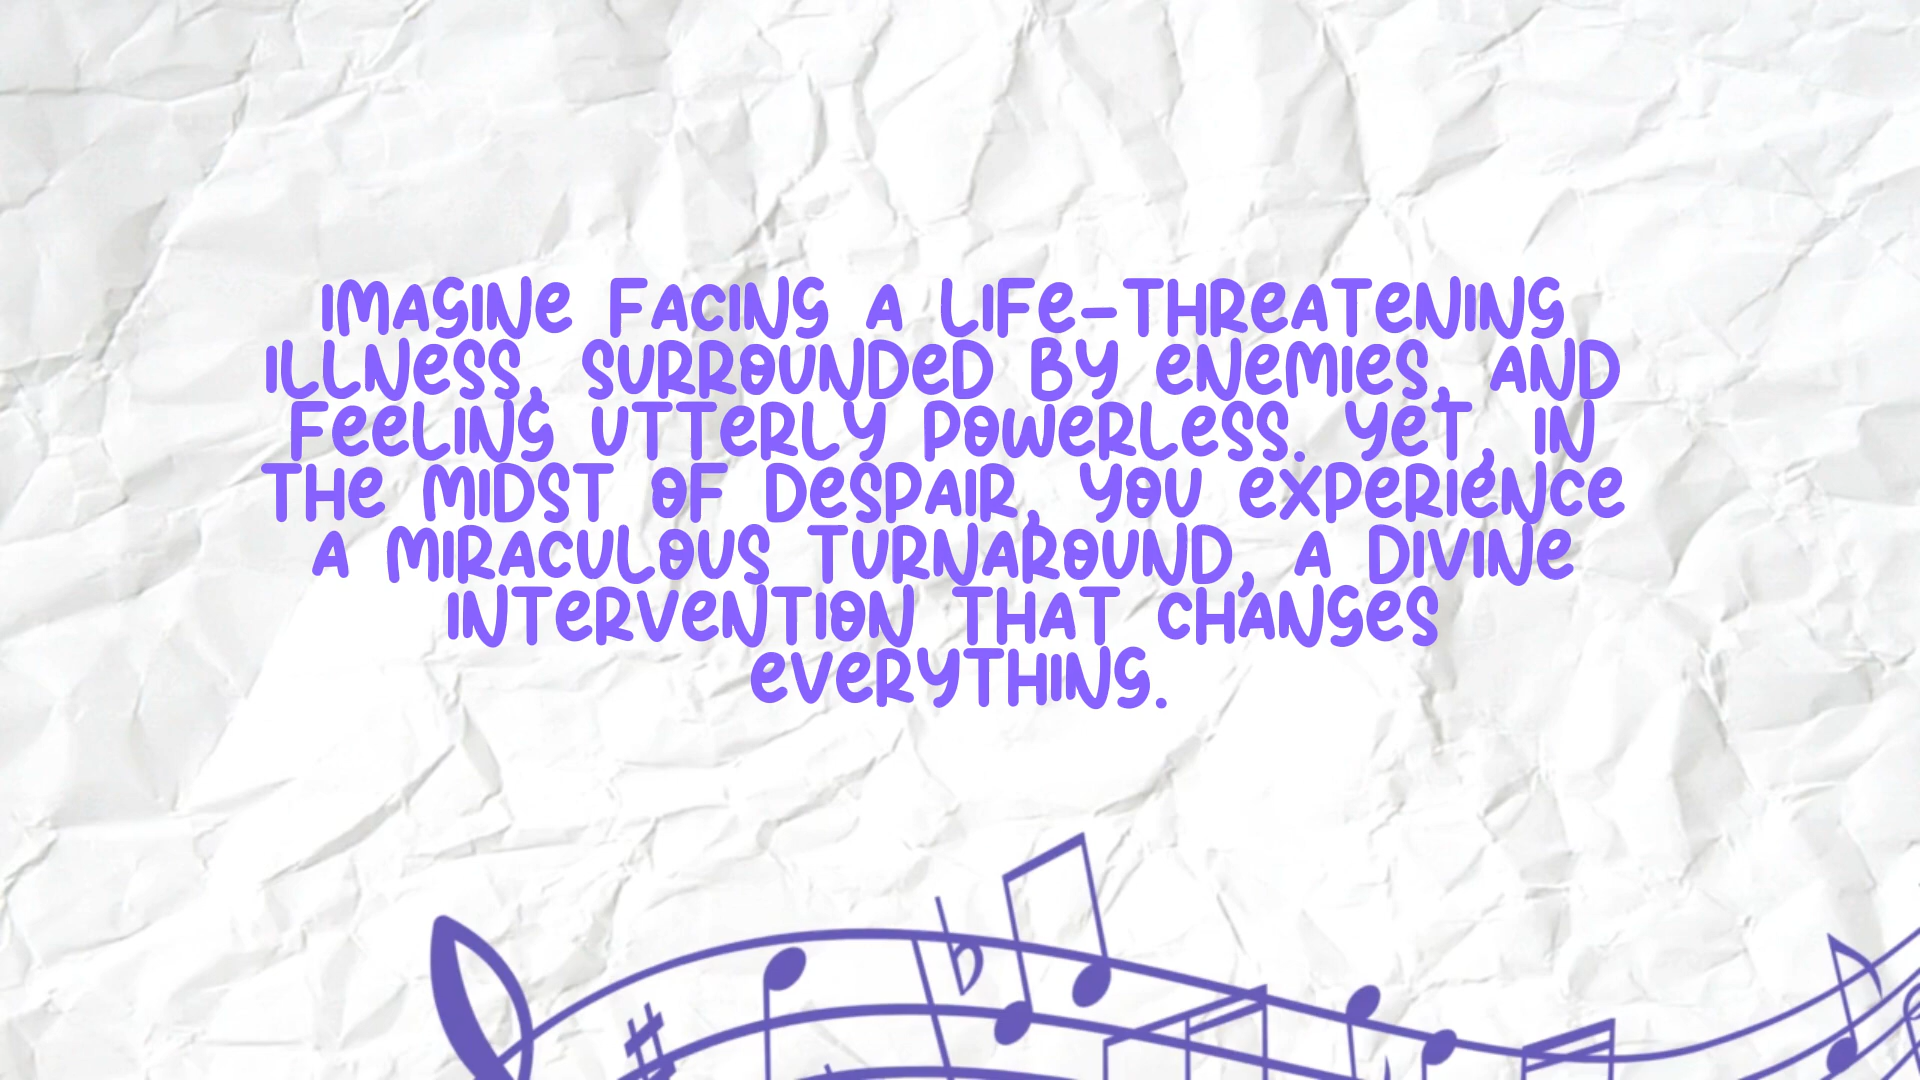 Imagine facing a life-threatening
illness, surrounded by enemies, and
feeling utterly powerless. Yet, in
the midst of despair, you experience
a miraculous turnaround, a divine
intervention that changes
everything.